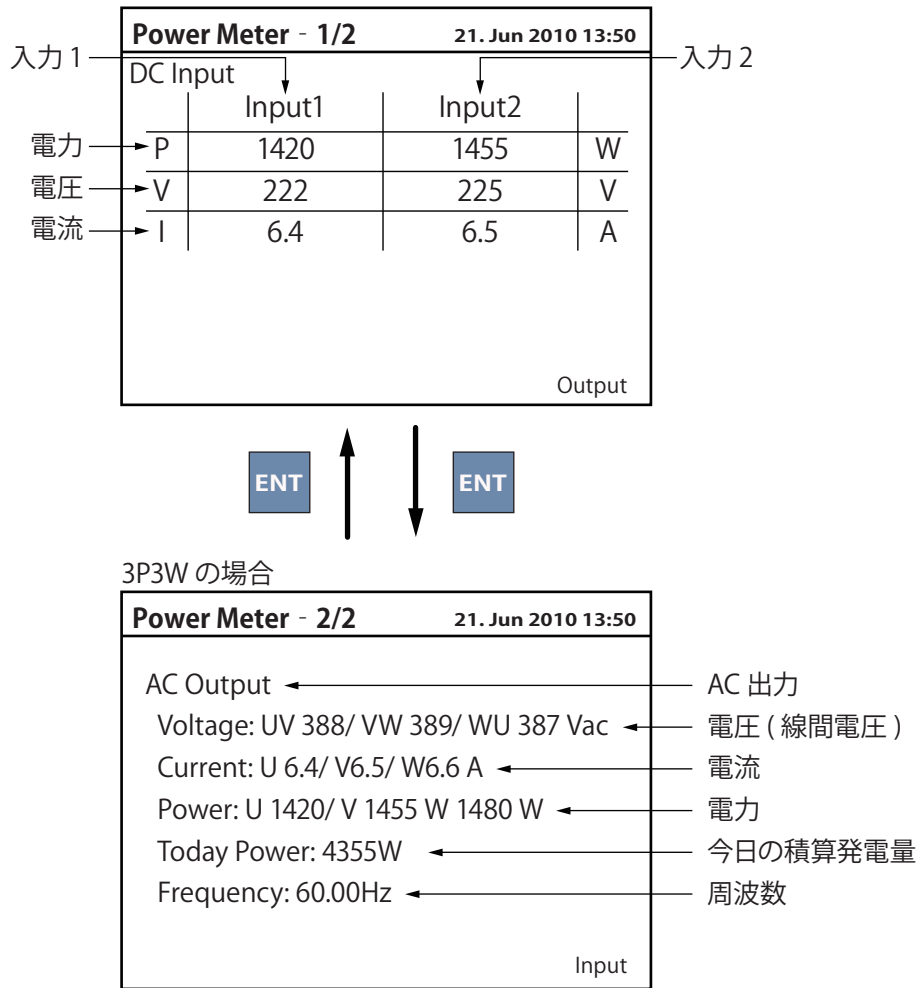 Power Meter - 1/2 21. Jun 2010 13:50
入力 1
入力 2
DC Input
Input1 Input2
電力 P 1420 1455 W
電圧 V 222 225 V
電流 I 6.4 6.5 A
Output
ENT ENT
3P3W の場合
Power Meter - 2/2 21. Jun 2010 13:50
AC Output AC 出力
Voltage: UV 388/ VW 389/ WU 387 Vac 電圧 ( 線間電圧 )
Current: U 6.4/ V6.5/ W6.6 A 電流
Power: U 1420/ V 1455 W 1480 W 電力
Today Power: 4355W 今日の積算発電量
Frequency: 60.00Hz 周波数
Input